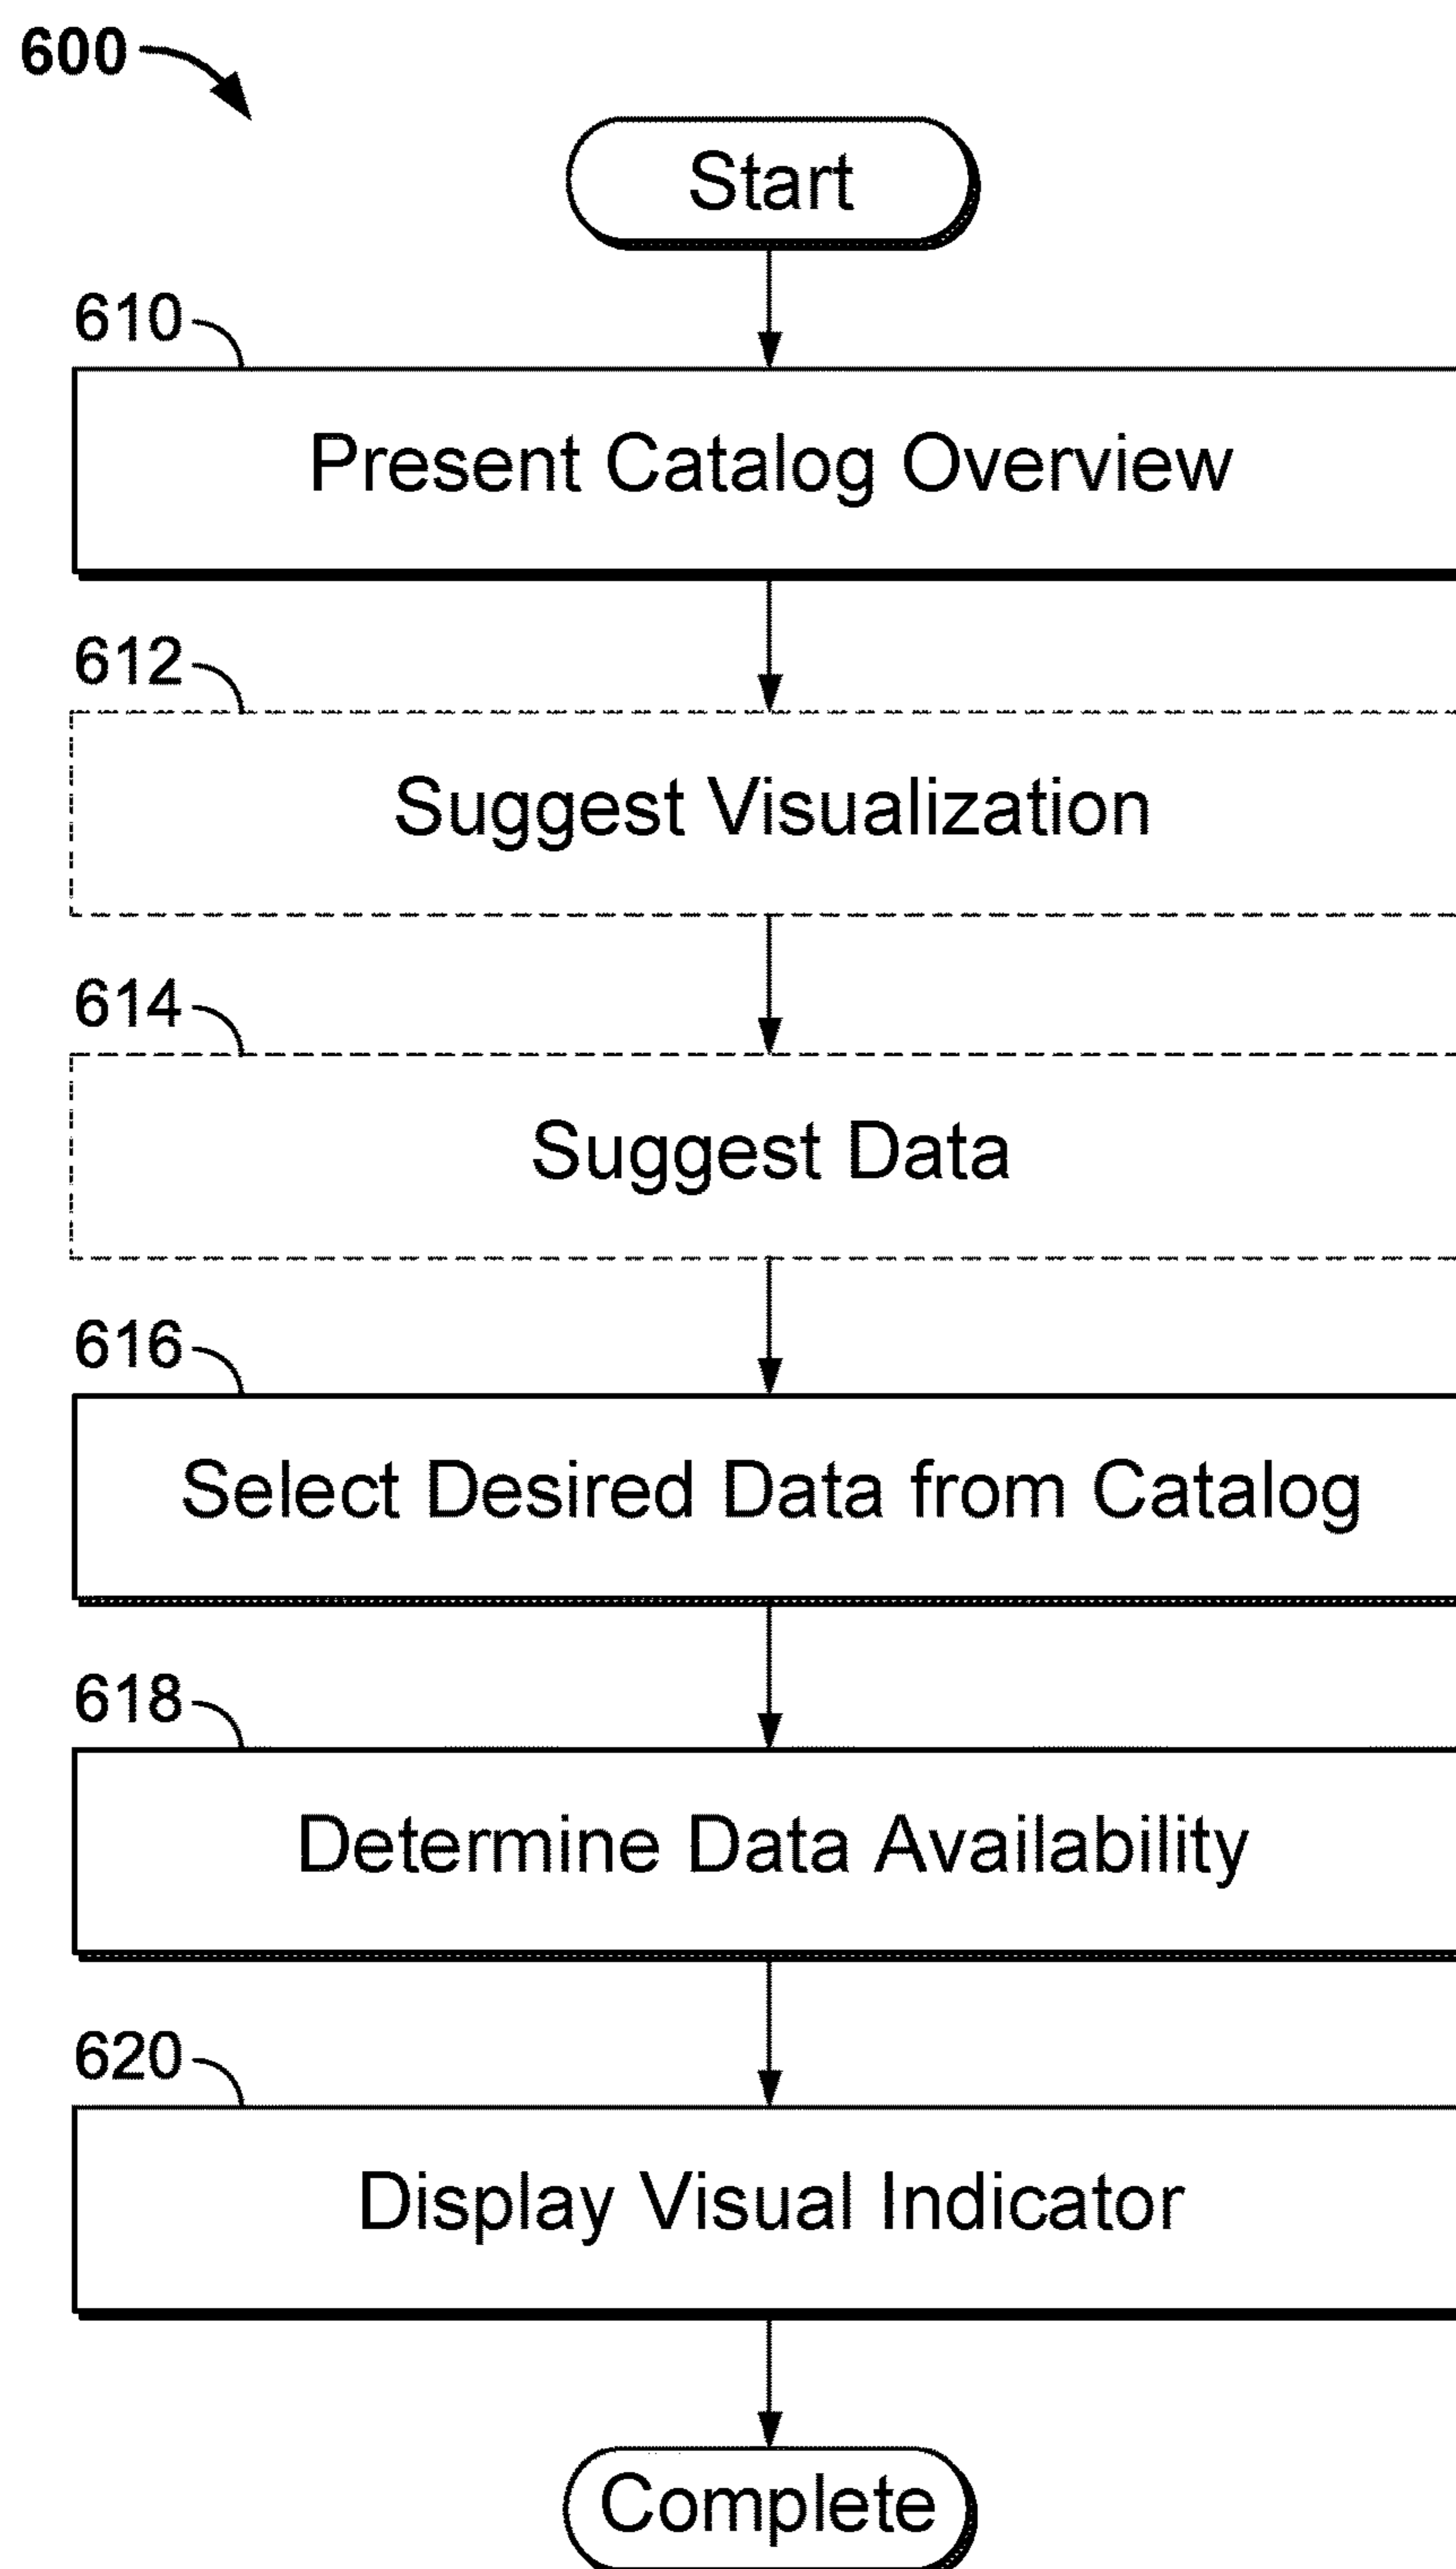 600
Start
610
Present Catalog Overview
612
Suggest Visualization
614
Suggest Data
616
Select Desired Data from Catalog
618
Determine Data Availability
620
Display Visual Indicator
Complete